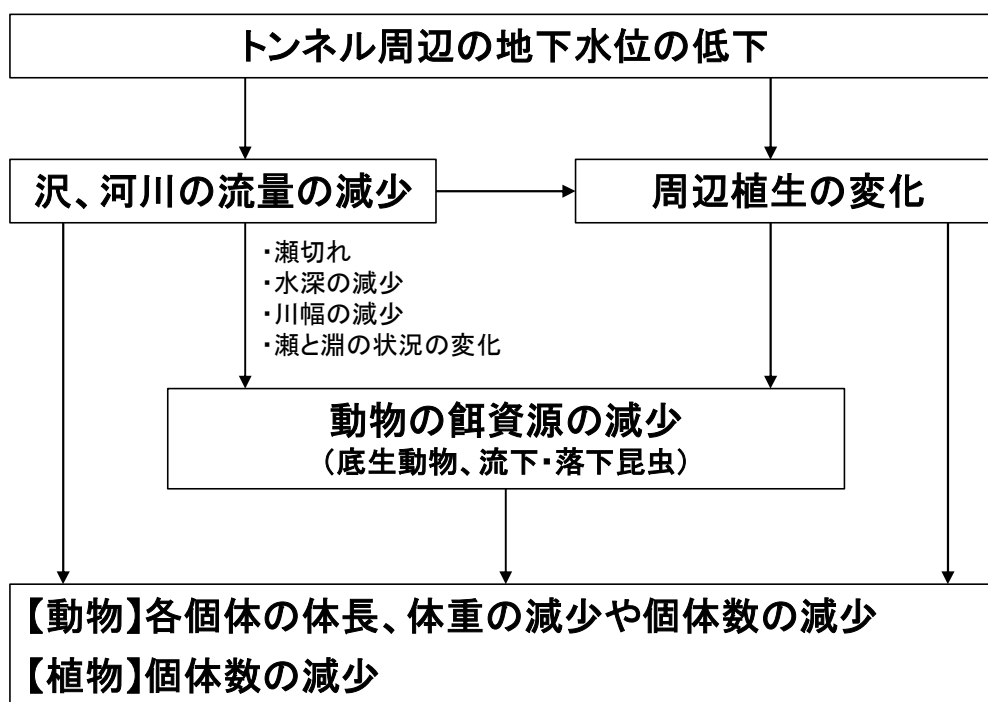 トンネル周辺の地下水位の低下
沢、河川の流量の減少
周辺植生の変化
・瀬切れ
・水深の減少
・川幅の減少
・瀬と淵の状況の変化
動物の餌資源の減少
（底生動物、流下・落下昆虫）
【動物】各個体の体長、体重の減少や個体数の減少
【植物】個体数の減少